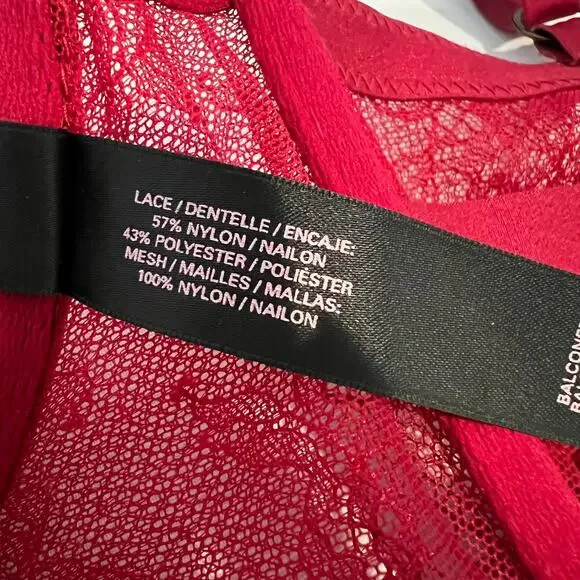 LACE / DENTELLE / ENCAJE:
57% NYLON / NAILON
43% POLYESTER / POLIÉSTER
MESH / MAILLES / MALLAS:
100% NYLON / NAILON